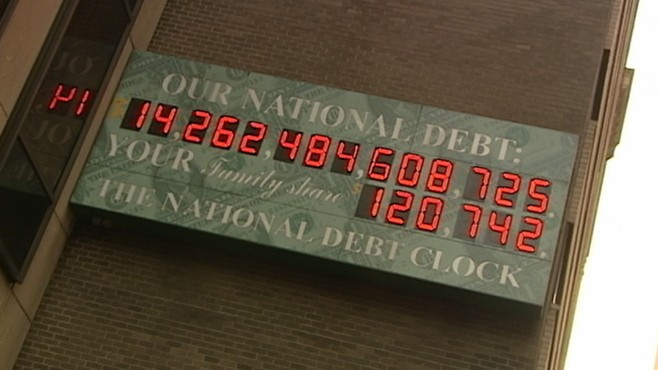 OUR NATIONAL DEBT:
$14,262,484,608,725.
YOUR Family share $120,742.
THE NATIONAL DEBT CLOCK